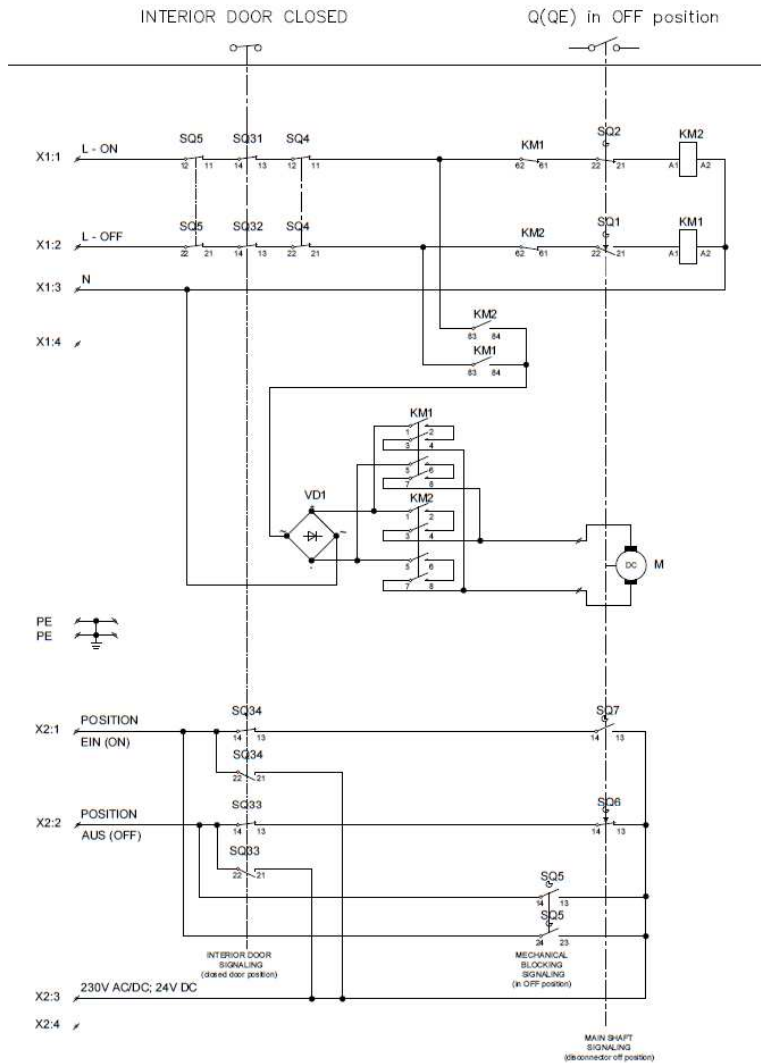 INTERIOR DOOR CLOSED
Q(QE) in OFF position
X1:1 L - ON
SQ5 SQ31 SQ4 KM1 SQ2 KM2
12 11 14 13 12 11 62 61 22 21 A1 A2
X1:2 L - OFF
SQ5 SQ32 SQ4 KM2 SQ1 KM1
22 21 14 13 22 21 62 61 22 21 A1 A2
X1:3 N
X1:4
KM2
83 84
KM1
83 84
KM1
1 2
3 4
5 6
7 8
VD1
~ ~
+
-
KM2
1 2
3 4
5 6
7 8
DC M
PE
PE
X2:1 POSITION
EIN (ON)
SQ34 SQ7
14 13 14 13
SQ34
22 21
X2:2 POSITION
AUS (OFF)
SQ33 SQ6
14 13 14 13
SQ33
22 21
SQ5
14 13
SQ5
24 23
INTERIOR DOOR
SIGNALING
(closed door position)
MECHANICAL
BLOCKING
SIGNALING
(in OFF position)
X2:3 230V AC/DC; 24V DC
X2:4
MAIN SHAFT
SIGNALING
(disconnector off position)